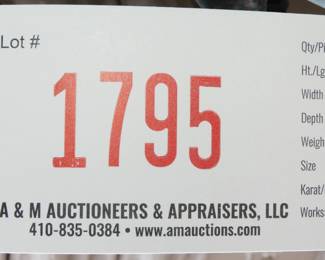 Lot #
1795
A & M AUCTIONEERS & APPRAISERS, LLC
410-835-0384 • www.amauctions.com
Qty/Pi
Ht./Lg
Width
Depth
Weigh
Size
Karat/
Works